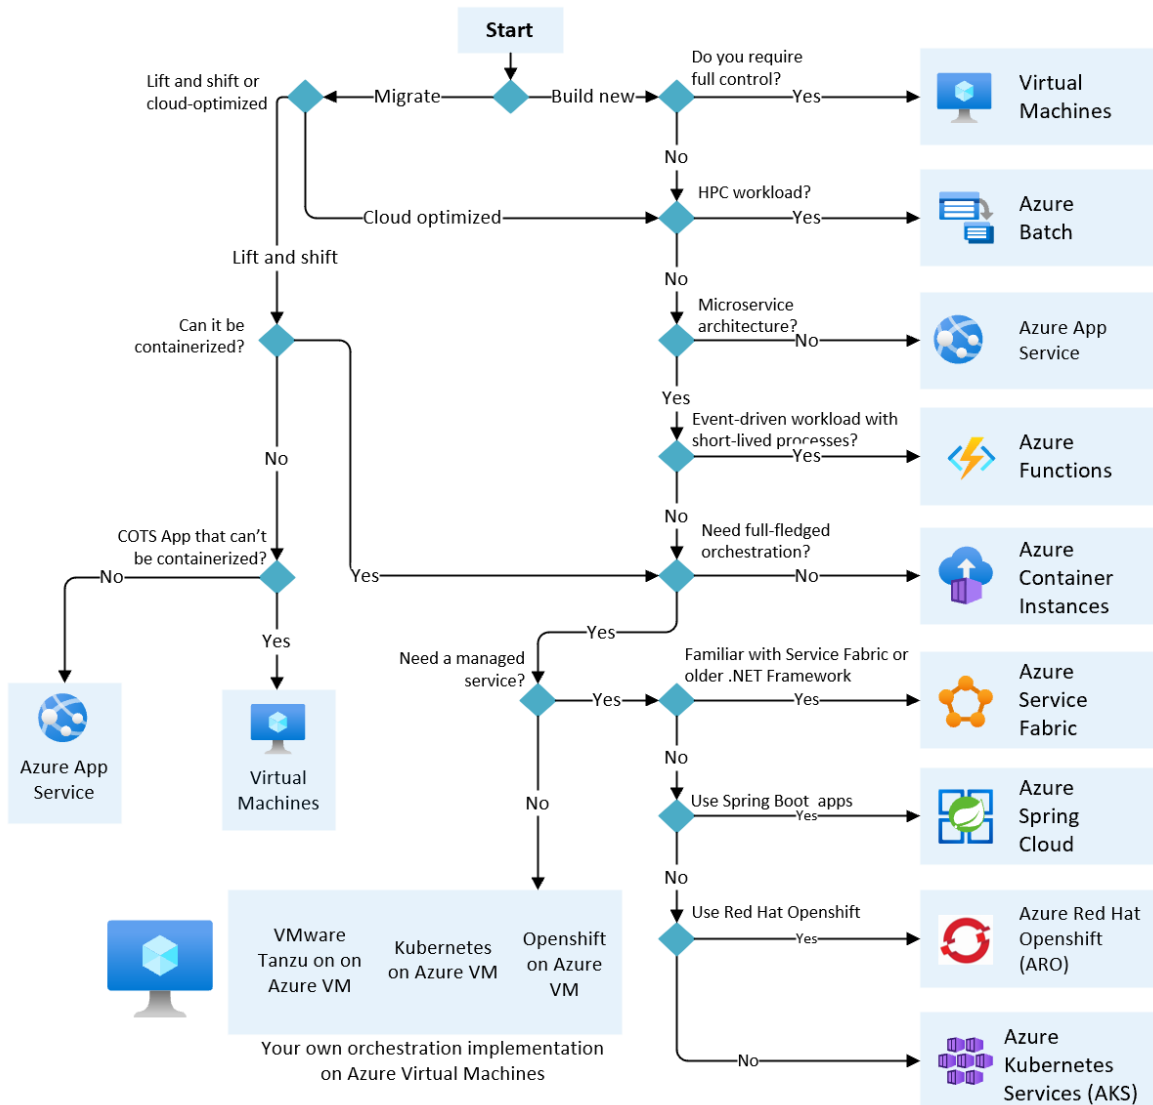 Start
Do you require
full control?
Lift and shift or
cloud-optimized
Migrate
Build new
Yes
Virtual
Machines
No
HPC workload?
Cloud optimized
Yes
Azure
Batch
Lift and shift
No
Microservice
architecture?
Can it be
containerized?
No
Azure App
Service
Yes
Event-driven workload with
short-lived processes?
Yes
Azure
Functions
No
No
Need full-fledged
orchestration?
COTS App that can't
be containerized?
No
Yes
No
Azure
Container
Instances
Yes
Yes
Need a managed
service?
Familiar with Service Fabric or
older .NET Framework
Yes
Yes
Azure
Service
Fabric
Azure App
Service
Virtual
Machines
No
No
Use Spring Boot apps
Yes
Azure
Spring
Cloud
No
Use Red Hat Openshift
Yes
Azure Red Hat
Openshift
(ARO)
VMware
Tanzu on on
Azure VM
Kubernetes
on Azure VM
Openshift
on Azure
VM
Your own orchestration implementation
on Azure Virtual Machines
No
Azure
Kubernetes
Services (AKS)